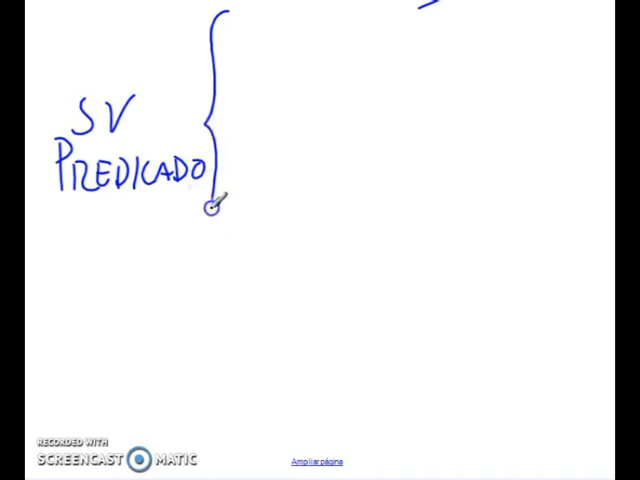 SV
PREDICADO
RECORDED WITH
SCREENCAST MATIC
Ampliar página